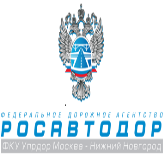 ФЕДЕРАЛЬНОЕ ДОРОЖНОЕ АГЕНТСТВО
РОСАВТОДОР
ФКУ Упрдор Москва - Нижний Новгород